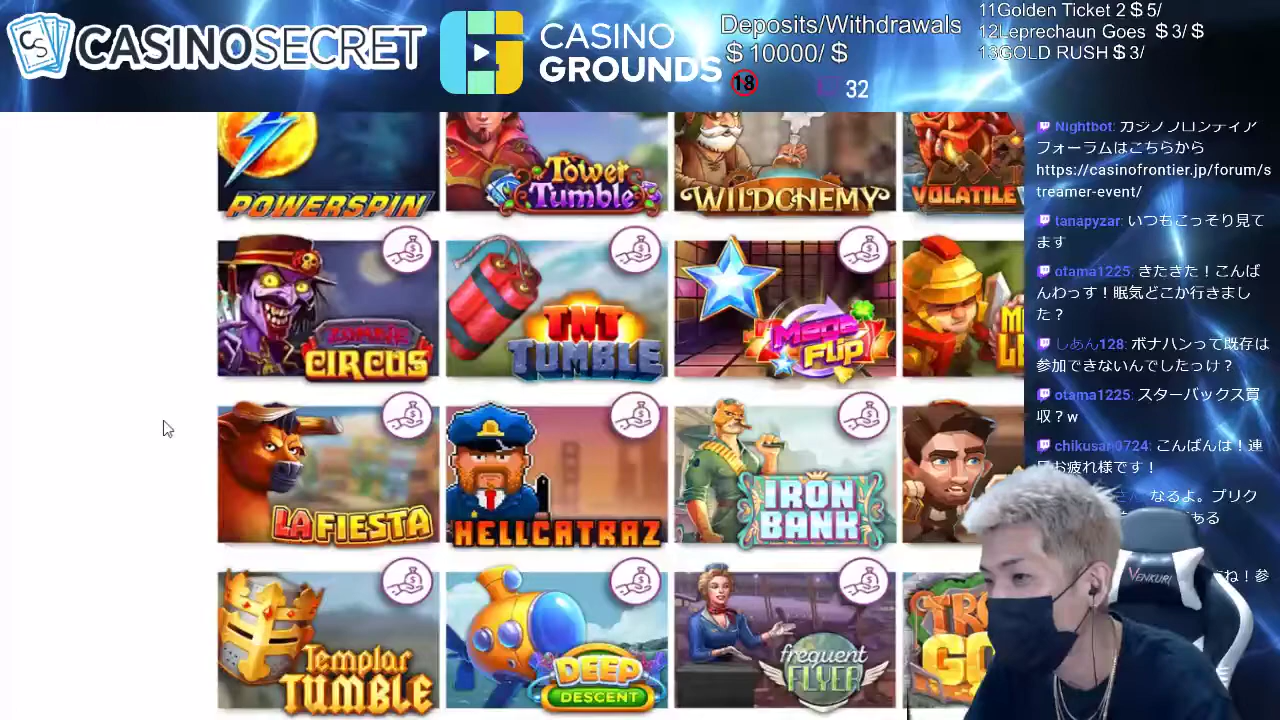 CASINOSECRET
CASINO
GROUNDS
Deposits/Withdrawals
$ 10000/ $
18
32
11Golden Ticket 2 $ 5/
12Leprechaun Goes $ 3/ $
13GOLD RUSH $ 3/
POWERSPIN
Tower
Tumble
WILDCHEMY
VOLATILE
ZOMBIE
CIRCUS
TNT
TUMBLE
Mega
Flip
LA FIESTA
HELLCATRAZ
IRON
BANK
Templar
TUMBLE
DEEP
DESCENT
frequent
FLYER
GO
Nightbot: カジノフロンティア
フォーラムはこちらから
https://casinofrontier.jp/forum/s
treamer-event/
tanapyzar: いつもこっそり見て
ます
otama1225: きたきた！こんば
んわっす！眠気どこか行きまし
た？
しあん128: ボナハンって既存は
参加できないんでしたっけ？
otama1225: スターバックス買
収？w
chikusan0724: こんばんは！連
日お疲れ様です！
なるよ。プリク
ある
ね！参
VENKURI